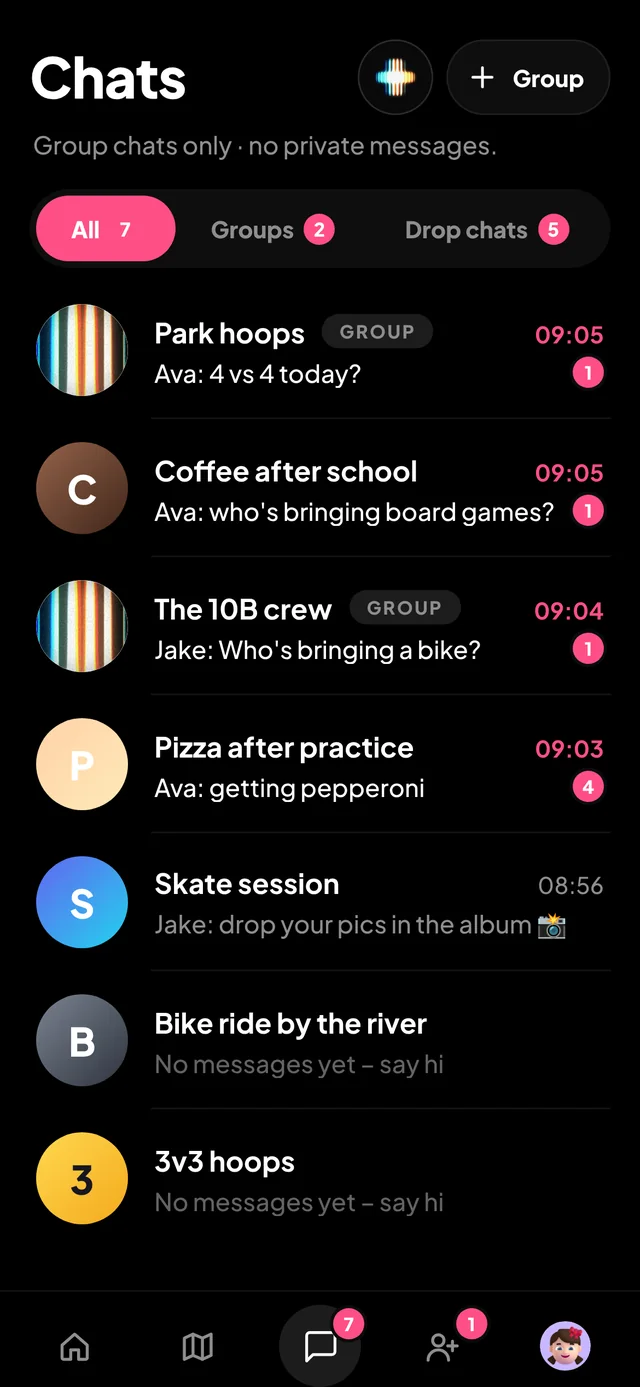 Chats
Group
Group chats only · no private messages.
All 7
Groups 2
Drop chats 5
Park hoops GROUP 09:05
Ava: 4 vs 4 today? 1
C
Coffee after school 09:05
Ava: who's bringing board games? 1
The 10B crew GROUP 09:04
Jake: Who's bringing a bike? 1
P
Pizza after practice 09:03
Ava: getting pepperoni 4
S
Skate session 08:56
Jake: drop your pics in the album 📸
B
Bike ride by the river
No messages yet – say hi
3
3v3 hoops
No messages yet – say hi
7
1